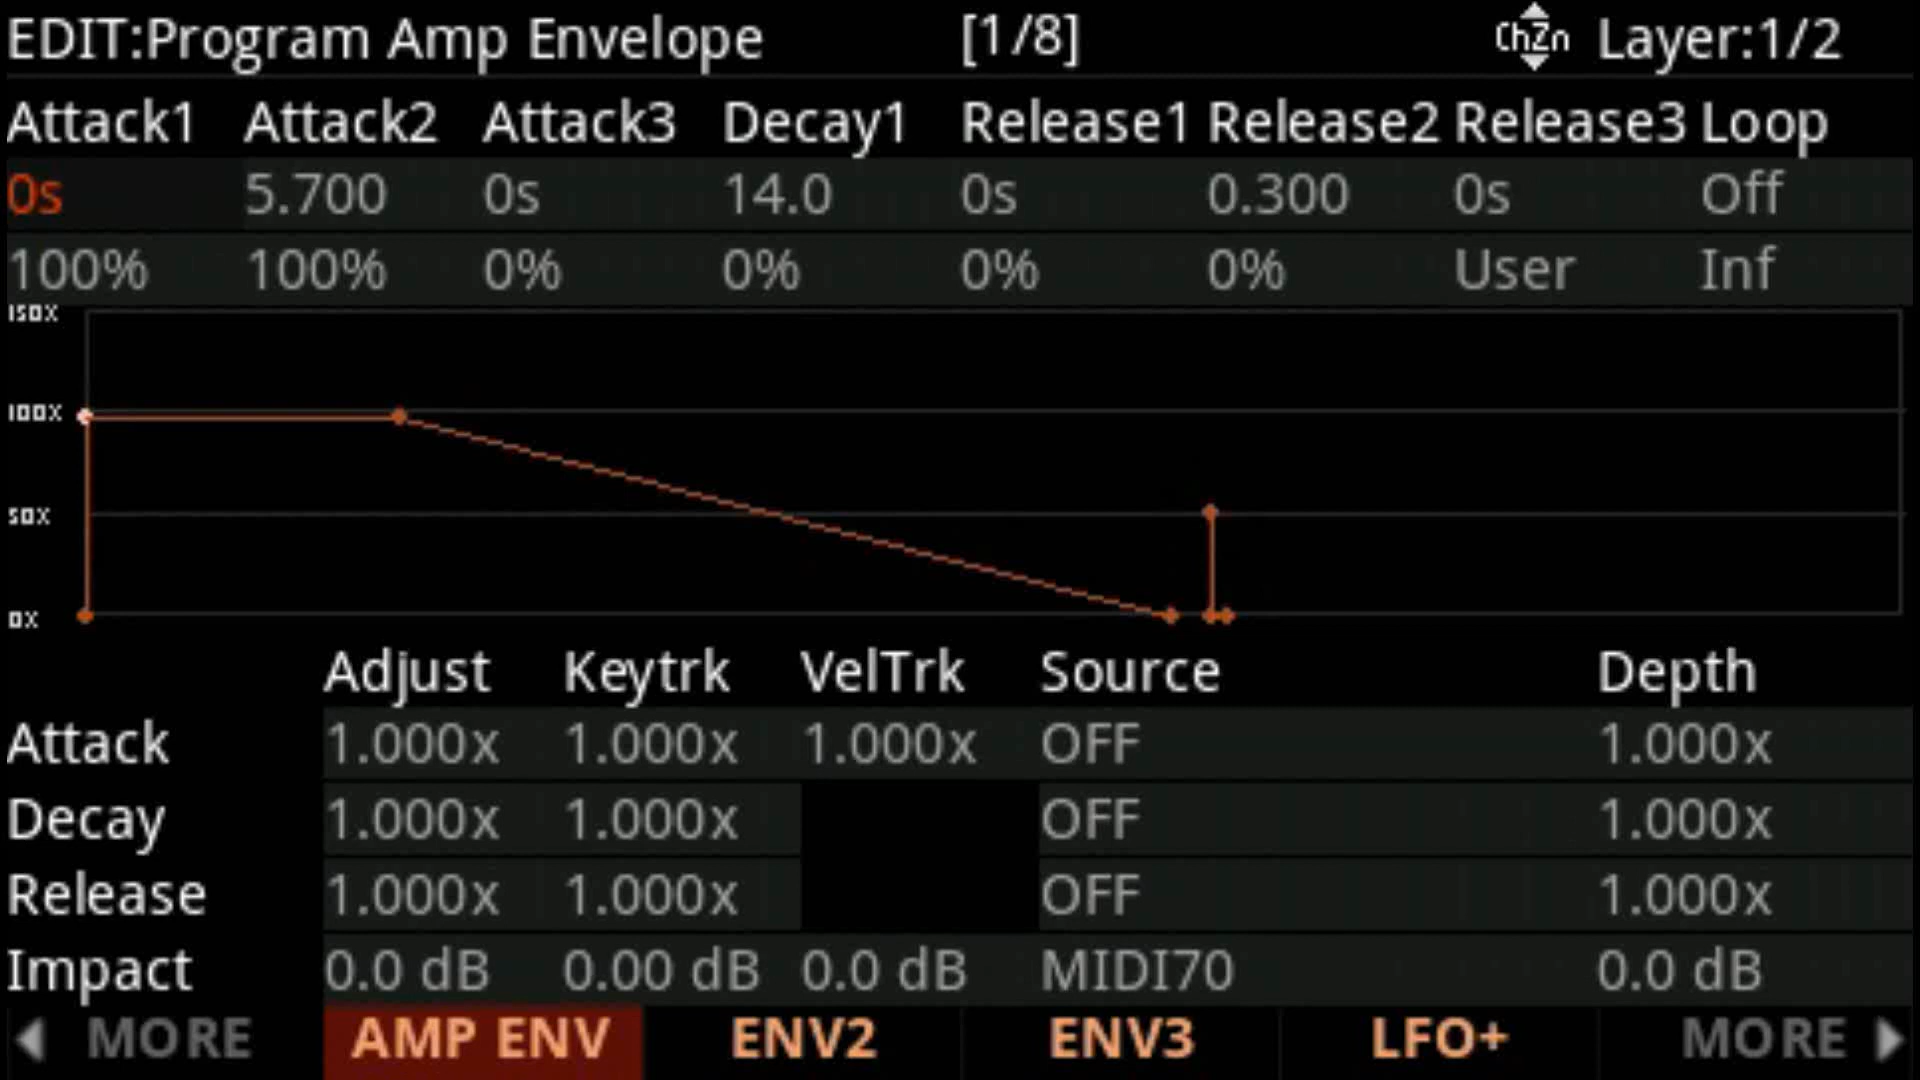 EDIT:Program Amp Envelope [1/8] ChZn Layer:1/2
Attack1 Attack2 Attack3 Decay1 Release1 Release2 Release3 Loop
0s 5.700 0s 14.0 0s 0.300 0s Off
100% 100% 0% 0% 0% 0% User Inf
150%
100%
50%
0%
Adjust Keytrk VelTrk Source Depth
Attack 1.000x 1.000x 1.000x OFF 1.000x
Decay 1.000x 1.000x OFF 1.000x
Release 1.000x 1.000x OFF 1.000x
Impact 0.0 dB 0.00 dB 0.0 dB MIDI70 0.0 dB
MORE AMP ENV ENV2 ENV3 LFO+ MORE